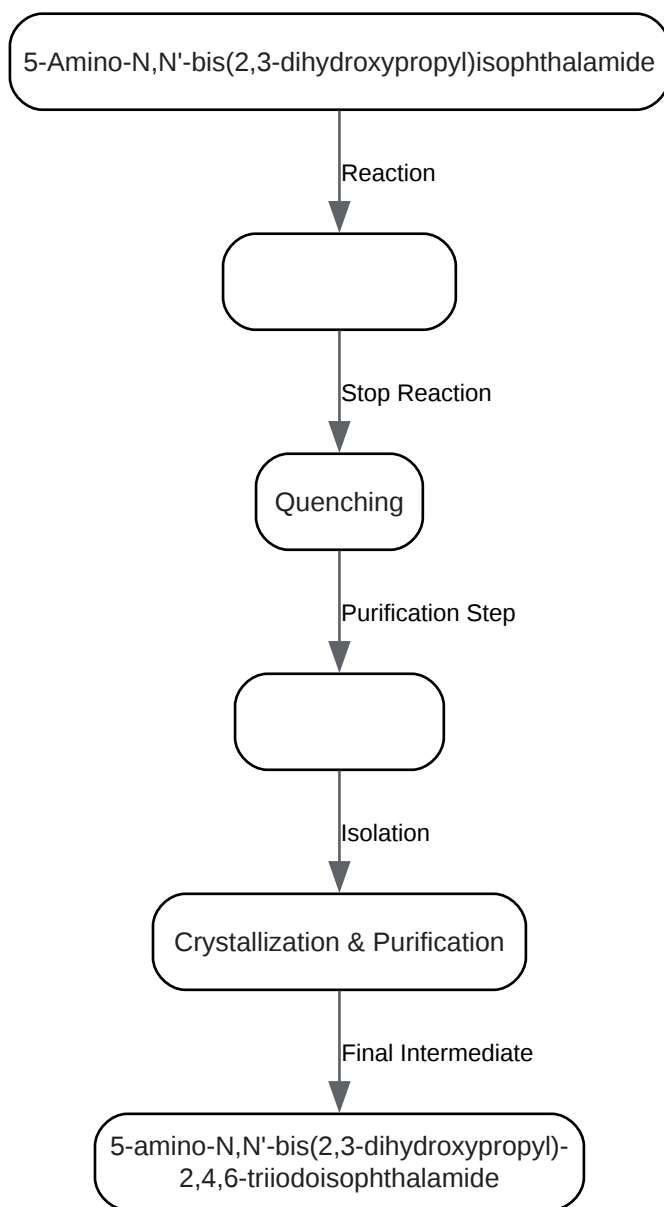 5-Amino-N,N'-bis(2,3-dihydroxypropyl)isophthalamide
Reaction
Stop Reaction
Quenching
Purification Step
Isolation
Crystallization & Purification
Final Intermediate
5-amino-N,N'-bis(2,3-dihydroxypropyl)-
2,4,6-triiodoisophthalamide